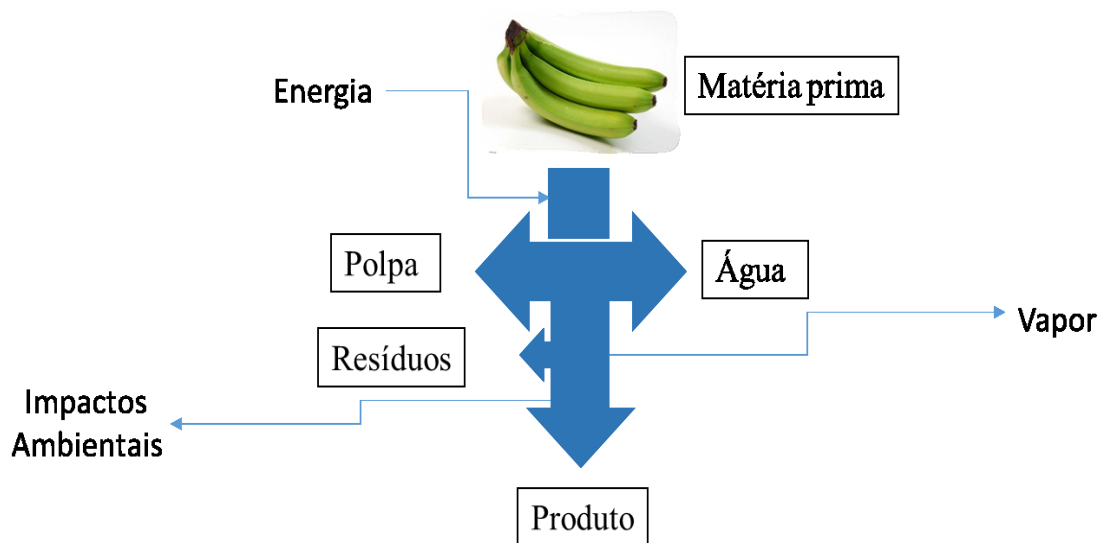 Matéria prima
Energia
Polpa
Água
Vapor
Resíduos
Impactos
Ambientais
Produto